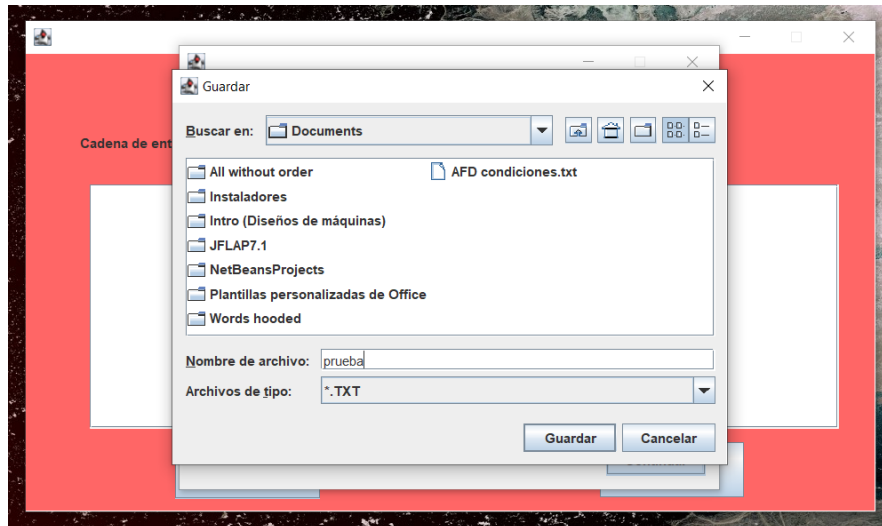 Guardar
Buscar en: Documents
Cadena de ent
All without order
AFD condiciones.txt
Instaladores
Intro (Diseños de máquinas)
JFLAP7.1
NetBeansProjects
Plantillas personalizadas de Office
Words hooded
Nombre de archivo: prueba
Archivos de tipo: *.TXT
Guardar Cancelar